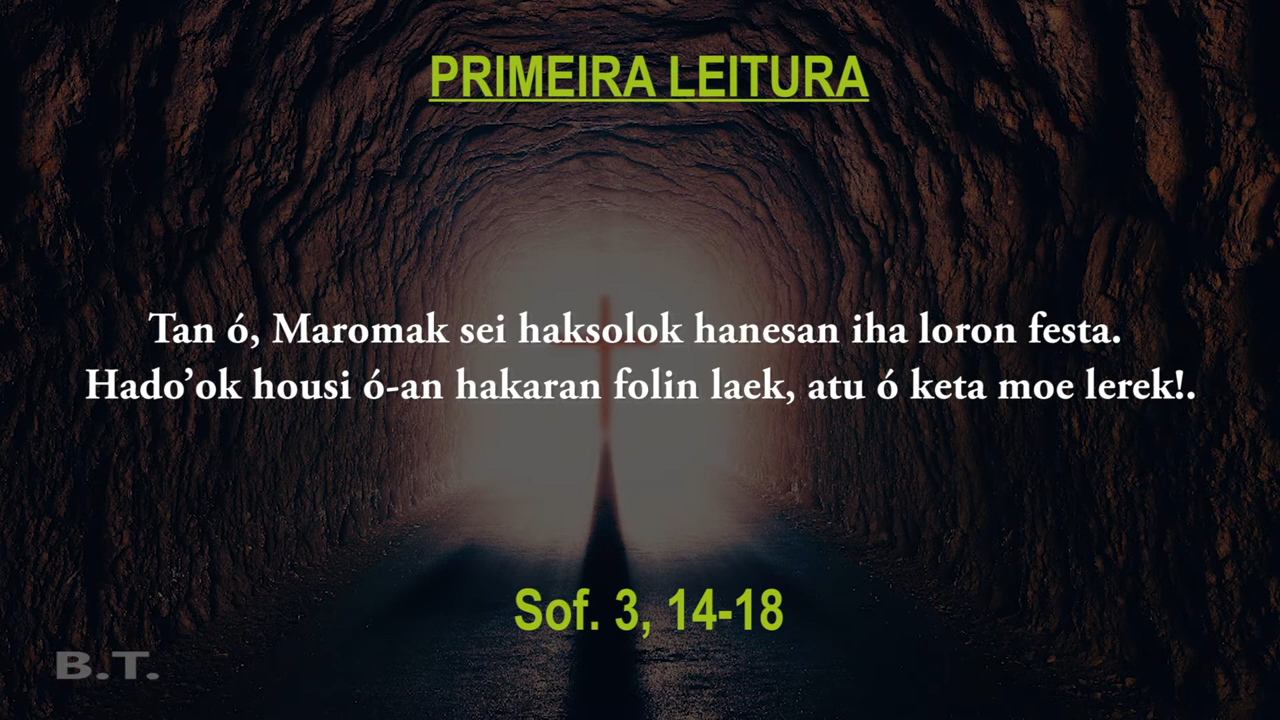 PRIMEIRA LEITURA
Tan ó, Maromak sei haksolok hanesan iha loron festa.
Hado’ok housi ó-an hakaran folin laek, atu ó keta moe lerek!.
Sof. 3, 14-18
B.T.